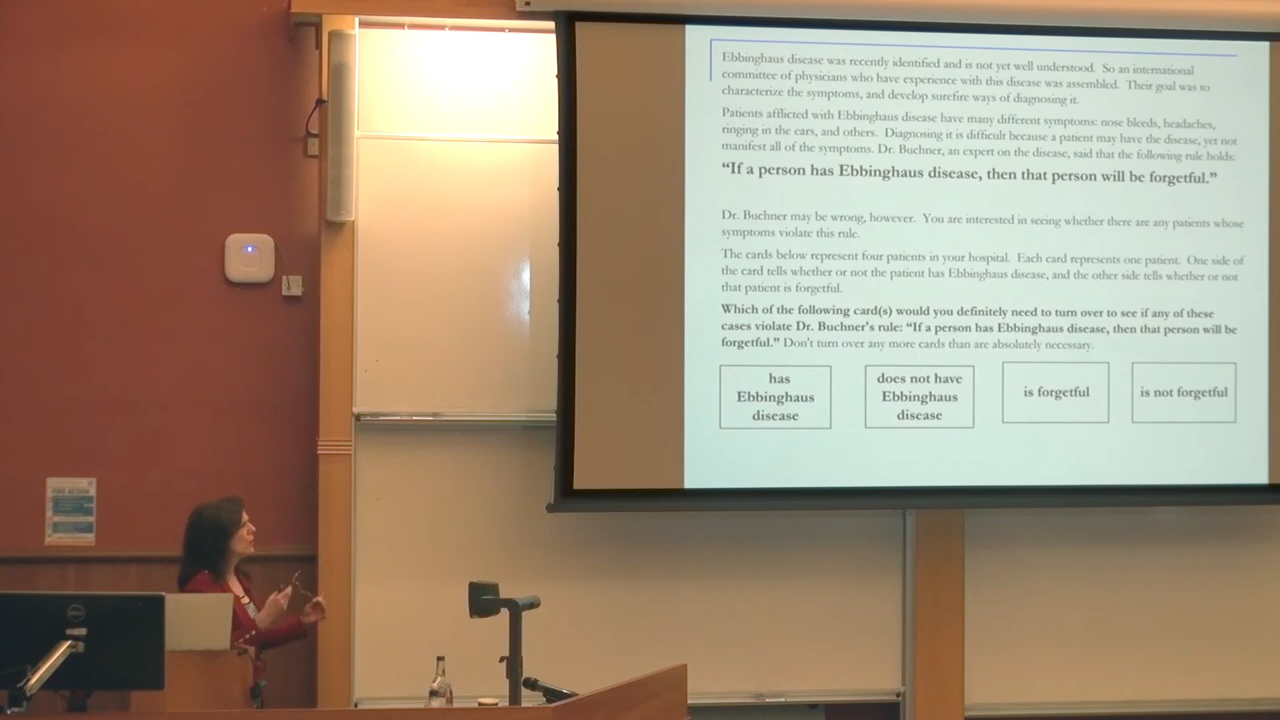 Ebbinghaus disease was recently identified and is not yet well understood. So an international
committee of physicians who have experience with this disease was assembled. Their goal was to
characterize the symptoms, and develop surefire ways of diagnosing it.
Patients afflicted with Ebbinghaus disease have many different symptoms: nose bleeds, headaches,
ringing in the ears, and others. Diagnosing it is difficult because a patient may have the disease, yet not
manifest all of the symptoms. Dr. Buchner, an expert on the disease, said that the following rule holds:
“If a person has Ebbinghaus disease, then that person will be forgetful.”
Dr. Buchner may be wrong, however. You are interested in seeing whether there are any patients whose
symptoms violate this rule.
The cards below represent four patients in your hospital. Each card represents one patient. One side of
the card tells whether or not the patient has Ebbinghaus disease, and the other side tells whether or not
that patient is forgetful.
Which of the following card(s) would you definitely need to turn over to see if any of these
cases violate Dr. Buchner's rule: “If a person has Ebbinghaus disease, then that person will be
forgetful.” Don't turn over any more cards than are absolutely necessary.
has
Ebbinghaus
disease
does not have
Ebbinghaus
disease
is forgetful
is not forgetful
DELL